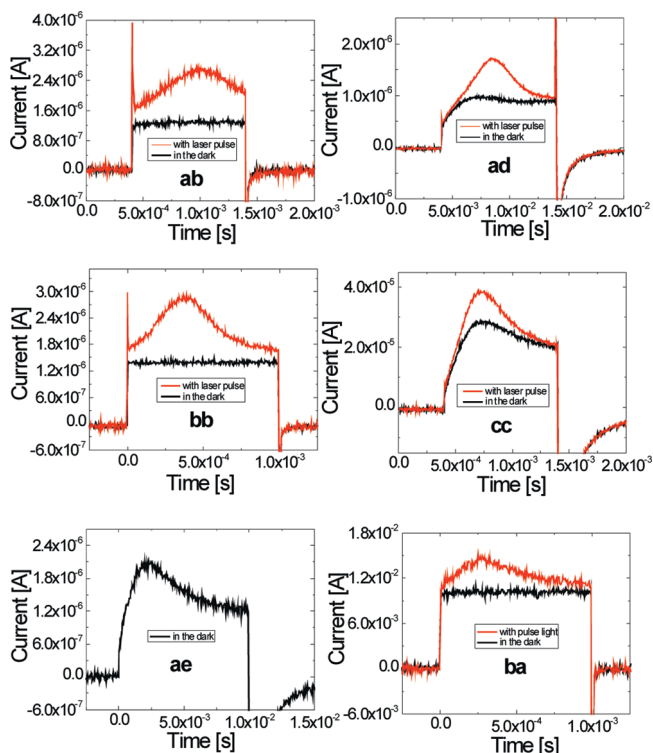 4.0x10⁻⁶
3.2x10⁻⁶
2.4x10⁻⁶
1.6x10⁻⁶
8.0x10⁻⁷
0.0
-8.0x10⁻⁷
Current [A]
with laser pulse
in the dark
ab
0.0 5.0x10⁻⁴ 1.0x10⁻³ 1.5x10⁻³ 2.0x10⁻³
Time [s]
2.0x10⁻⁶
1.0x10⁻⁶
0.0
-1.0x10⁻⁶
Current [A]
with laser pulse
in the dark
ad
0.0 5.0x10⁻³ 1.0x10⁻² 1.5x10⁻² 2.0x10⁻²
Time [s]
3.0x10⁻⁶
2.4x10⁻⁶
1.8x10⁻⁶
1.2x10⁻⁶
6.0x10⁻⁷
0.0
-6.0x10⁻⁷
Current [A]
with laser pulse
in the dark
bb
0.0 5.0x10⁻⁴ 1.0x10⁻³
Time [s]
4.0x10⁻⁵
2.0x10⁻⁵
0.0
Current [A]
with laser pulse
in the dark
cc
0.0 5.0x10⁻⁴ 1.0x10⁻³ 1.5x10⁻³ 2.0x10⁻³
Time [s]
2.4x10⁻⁶
1.8x10⁻⁶
1.2x10⁻⁶
6.0x10⁻⁷
0.0
-6.0x10⁻⁷
Current [A]
in the dark
ae
0.0 5.0x10⁻³ 1.0x10⁻² 1.5x10⁻²
Time [s]
1.8x10⁻²
1.2x10⁻²
6.0x10⁻³
0.0
-6.0x10⁻³
Current [A]
with pulse light
in the dark
ba
0.0 5.0x10⁻⁴ 1.0x10⁻³
Time [s]